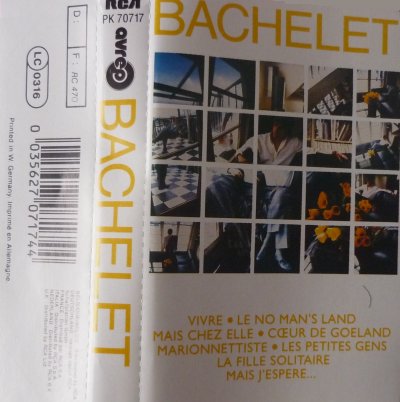 RCA
PK 70717
avrep
D:
F: RC 470
LC 0316
Printed in W. Germany. Imprimé en Allemagne
0 035627 071744
BACHELET
BACHELET
VIVRE • LE NO MAN'S LAND
MAIS CHEZ ELLE • CŒUR DE GOELAND
MARIONNETTISTE • LES PETITES GENS
LA FILLE SOLITAIRE
MAIS J'ESPERE...